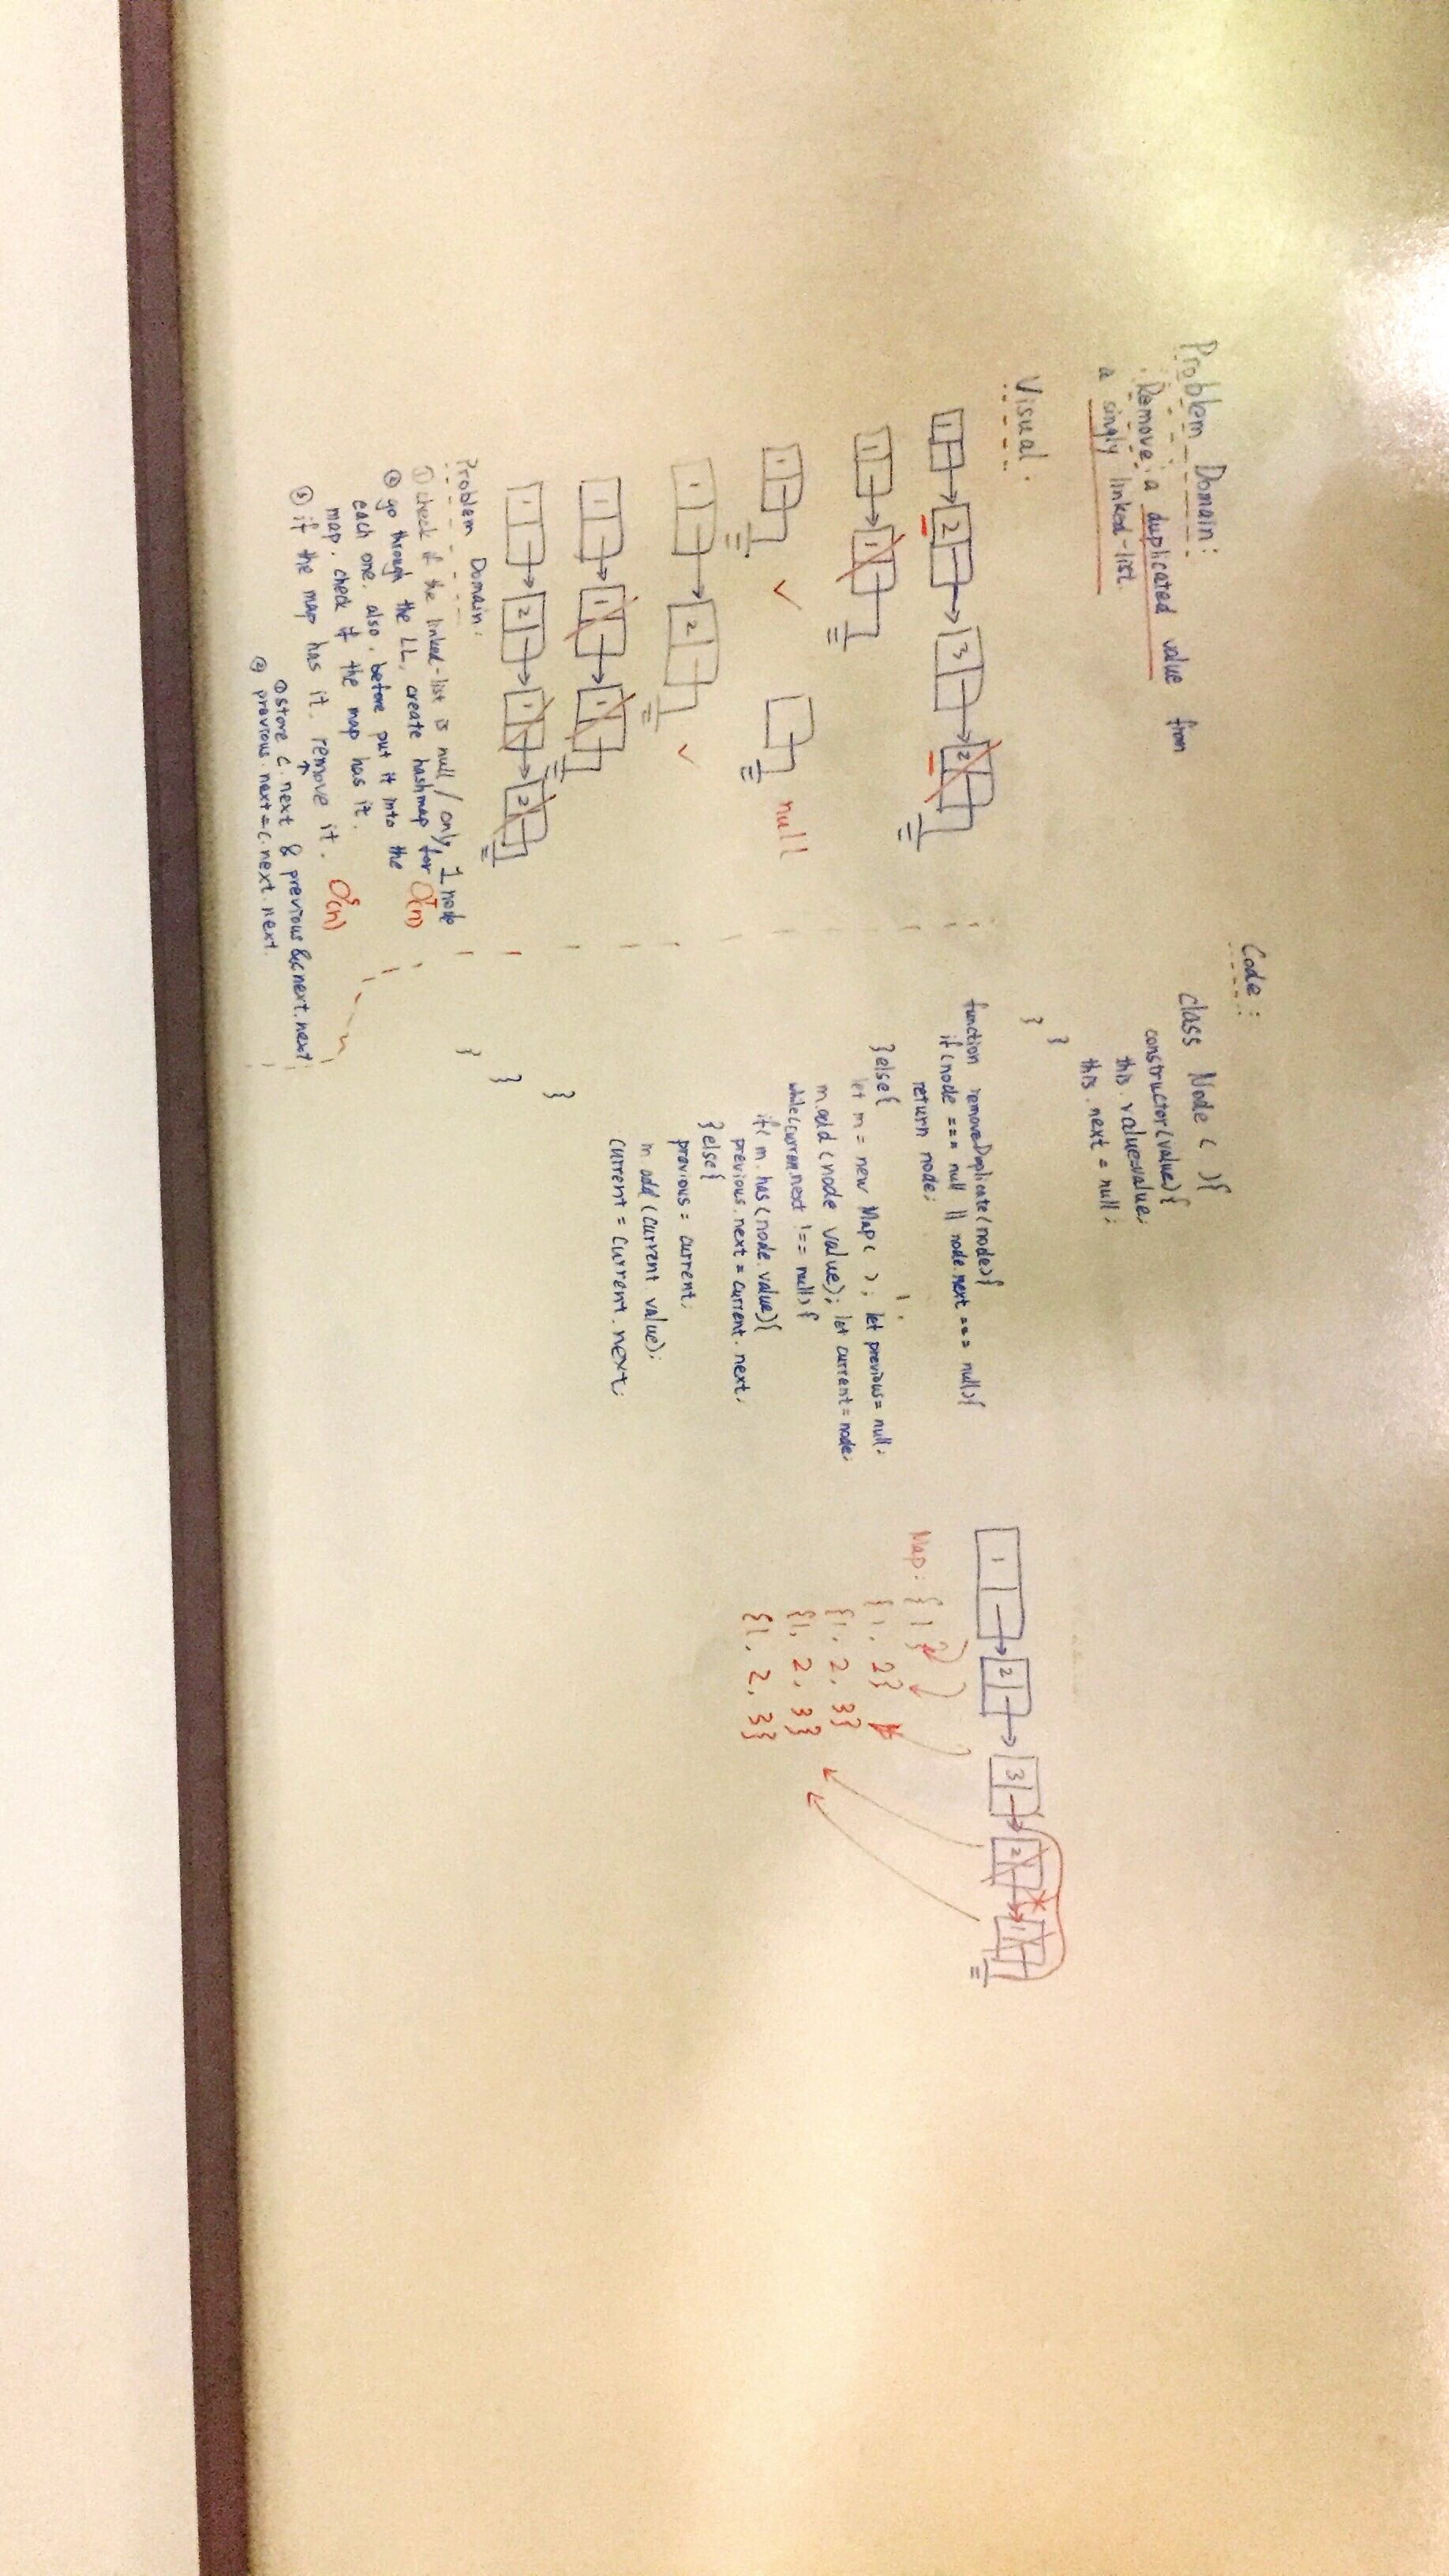 Problem Domain:
Remove a duplicated value from
a singly linked-list.
Visual.
1 2 3 2
1 1
1
null
1 2
1 1 1
1 2 1 2
Problem Domain:
① check if the linked-list is null / only 1 node
② go through the LL, create hashmap for O(n)
each one. also, before put it into the
map. check if the map has it.
③ if the map has it. remove it. O(n)
① store c.next & previous & c.next.next
② previous.next = c.next.next.
Code:
class Node ( ){
constructor(value){
this.value=value;
this.next = null;
}
}
function removeDuplicate(node){
if(node === null || node.next === null){
return node;
}else{
let m = new Map( ); let previous = null;
m.add(node value); let current = node;
while(curren.next !== null){
if( m.has(node.value){
previous.next = current.next;
}else{
previous = current;
m add (current value);
current = current.next;
}
}
}
1 2 3 2 1
Map: { 1 }
{1, 2}
{1, 2, 3}
{1, 2, 3}
{1, 2, 3}